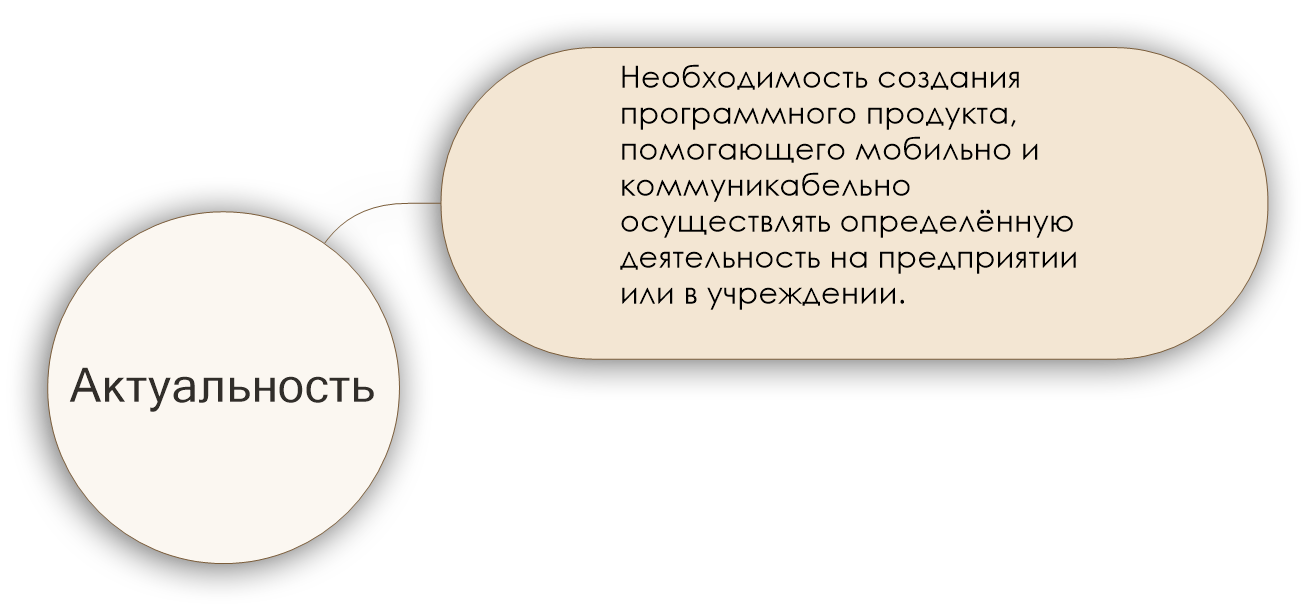 Необходимость создания
программного продукта,
помогающего мобильно и
коммуникабельно
осуществлять определённую
деятельность на предприятии
или в учреждении.
Актуальность